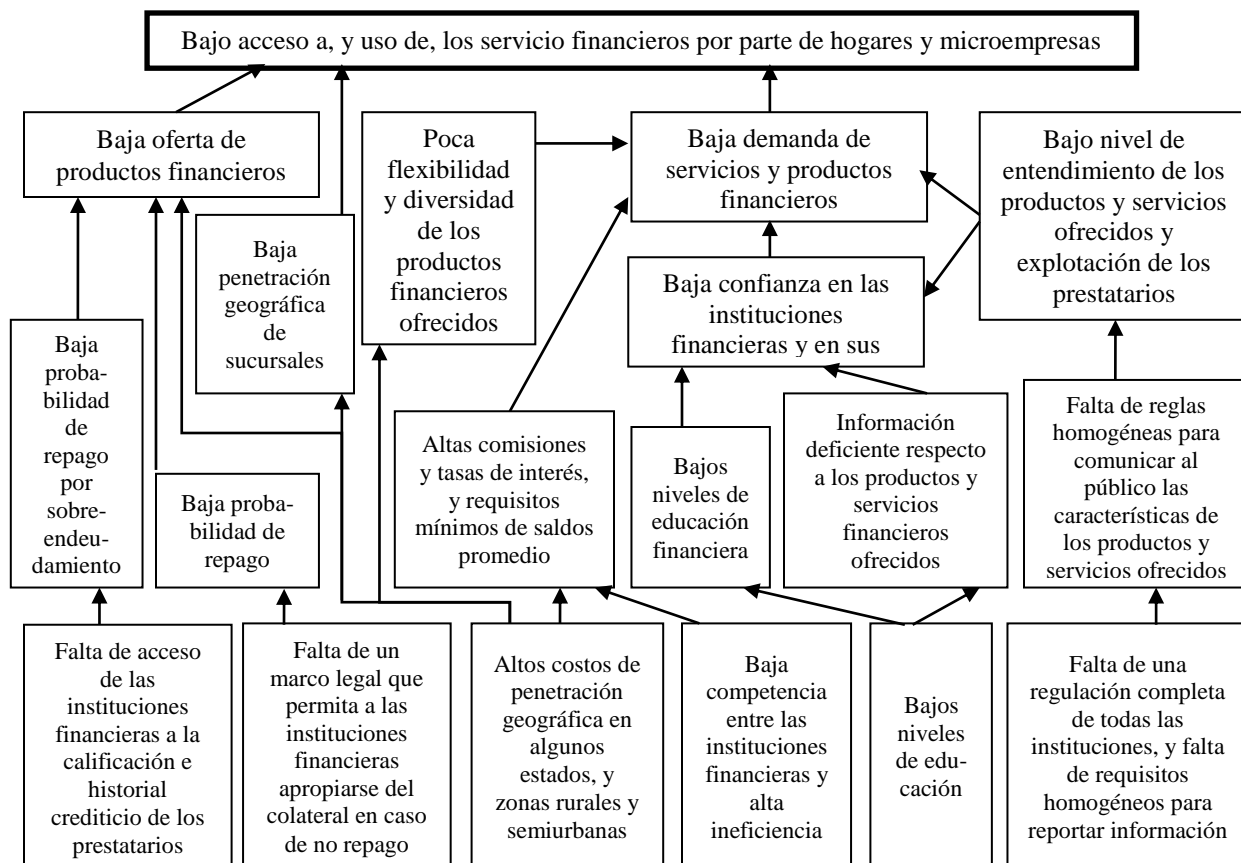 Bajo acceso a, y uso de, los servicio financieros por parte de hogares y microempresas
Baja oferta de
productos financieros
Poca
flexibilidad
y diversidad
de los
productos
financieros
ofrecidos
Baja demanda de
servicios y productos
financieros
Bajo nivel de
entendimiento de los
productos y servicios
ofrecidos y
explotación de los
prestatarios
Baja
penetración
geográfica
de
sucursales
Baja confianza en las
instituciones
financieras y en sus
Baja
proba-
bilidad
de
repago
por
sobre-
endeu-
damiento
Baja proba-
bilidad de
repago
Altas comisiones
y tasas de interés,
y requisitos
mínimos de saldos
promedio
Bajos
niveles de
educación
financiera
Información
deficiente respecto
a los productos y
servicios
financieros
ofrecidos
Falta de reglas
homogéneas para
comunicar al
público las
características de
los productos y
servicios ofrecidos
Falta de acceso
de las
instituciones
financieras a la
calificación e
historial
crediticio de los
prestatarios
Falta de un
marco legal que
permita a las
instituciones
financieras
apropiarse del
colateral en caso
de no repago
Altos costos de
penetración
geográfica en
algunos
estados, y
zonas rurales y
semiurbanas
Baja
competencia
entre las
instituciones
financieras y
alta
ineficiencia
Bajos
niveles
de edu-
cación
Falta de una
regulación completa
de todas las
instituciones, y falta
de requisitos
homogéneos para
reportar información